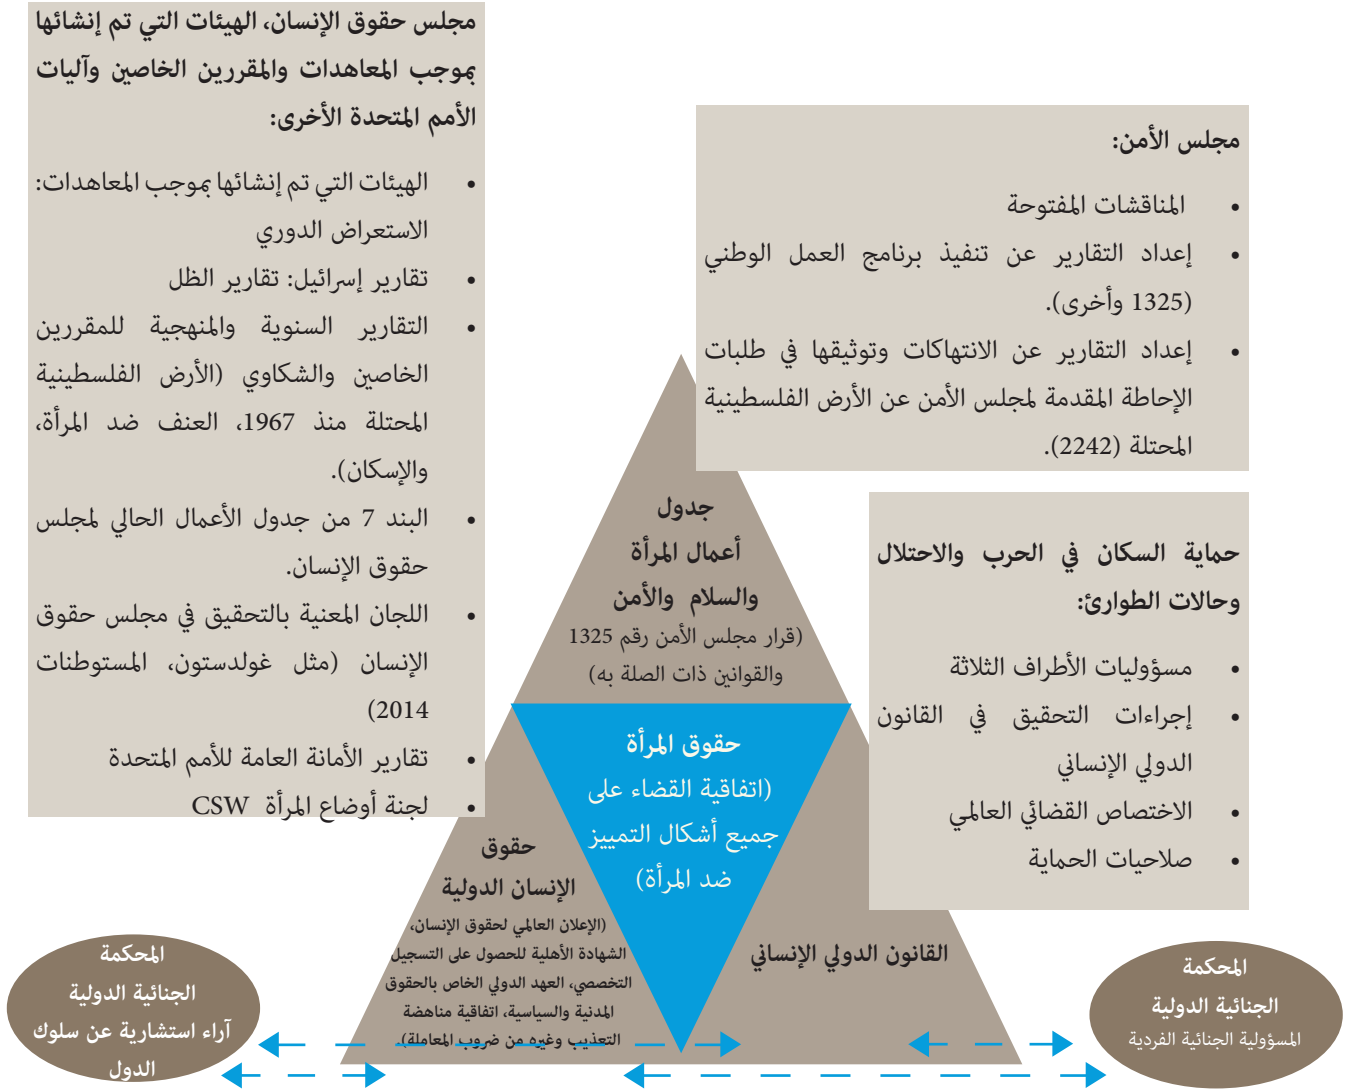 مجلس حقوق الإنسان، الهيئات التي تم إنشائها
بموجب المعاهدات والمقررين الخاصين وآليات
الأمم المتحدة الأخرى:
• الهيئات التي تم إنشائها بموجب المعاهدات:
الاستعراض الدوري
• تقارير إسرائيل: تقارير الظل
• التقارير السنوية والمنهجية للمقررين
الخاصين والشكاوي (الأرض الفلسطينية
المحتلة منذ 1967، العنف ضد المرأة،
والإسكان).
• البند 7 من جدول الأعمال الحالي لمجلس
حقوق الإنسان.
• اللجان المعنية بالتحقيق في مجلس حقوق
الإنسان (مثل غولدستون، المستوطنات
2014)
• تقارير الأمانة العامة للأمم المتحدة
• لجنة أوضاع المرأة CSW
مجلس الأمن:
• المناقشات المفتوحة
• إعداد التقارير عن تنفيذ برنامج العمل الوطني
(1325 وأخرى).
• إعداد التقارير عن الانتهاكات وتوثيقها في طلبات
الإحاطة المقدمة لمجلس الأمن عن الأرض الفلسطينية
المحتلة (2242).
حماية السكان في الحرب والاحتلال
وحالات الطوارئ:
• مسؤوليات الأطراف الثلاثة
• إجراءات التحقيق في القانون
الدولي الإنساني
• الاختصاص القضائي العالمي
• صلاحيات الحماية
جدول
أعمال المرأة
والسلام والأمن
(قرار مجلس الأمن رقم 1325
والقوانين ذات الصلة به)
حقوق المرأة
(اتفاقية القضاء على
جميع أشكال التمييز
ضد المرأة)
حقوق
الإنسان الدولية
(الإعلان العالمي لحقوق الإنسان،
الشهادة الأهلية للحصول على التسجيل
التخصصي، العهد الدولي الخاص بالحقوق
المدنية والسياسية، اتفاقية مناهضة
التعذيب وغيره من ضروب المعاملة).
القانون الدولي الإنساني
المحكمة
الجنائية الدولية
آراء استشارية عن سلوك
الدول
المحكمة
الجنائية الدولية
المسؤولية الجنائية الفردية